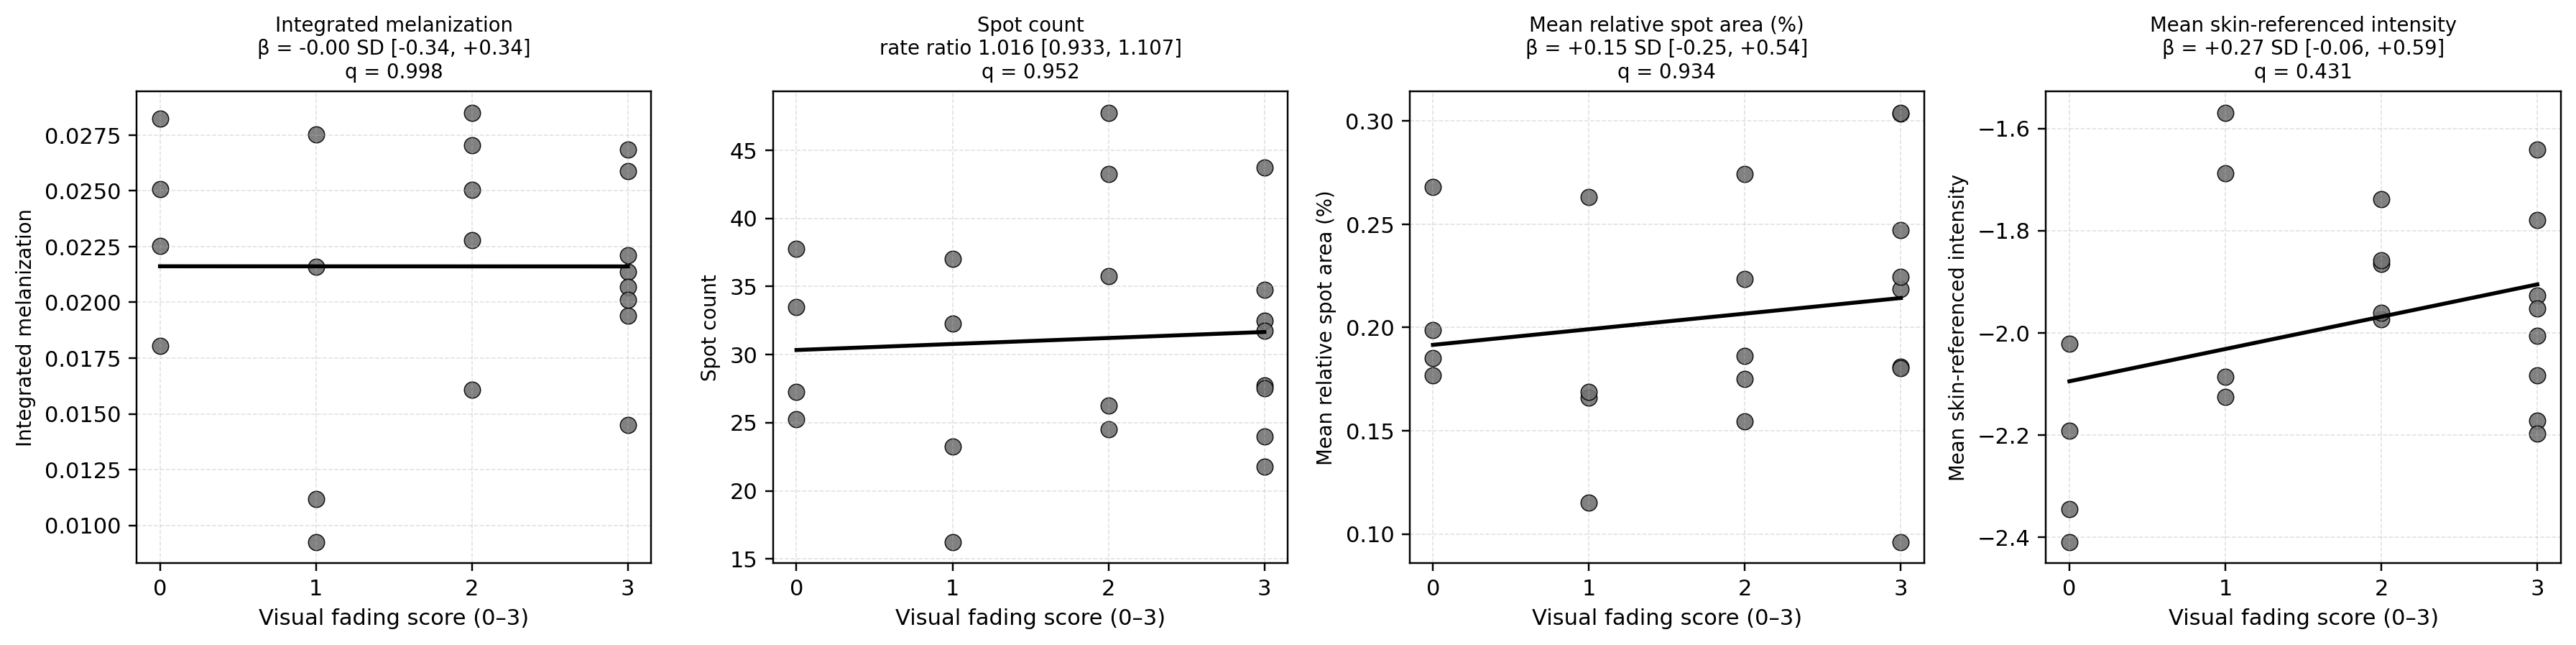 Integrated melanization
β = -0.00 SD [-0.34, +0.34]
q = 0.998
Integrated melanization
0.0275
0.0250
0.0225
0.0200
0.0175
0.0150
0.0125
0.0100
0 1 2 3
Visual fading score (0–3)
Spot count
rate ratio 1.016 [0.933, 1.107]
q = 0.952
Spot count
45
40
35
30
25
20
15
0 1 2 3
Visual fading score (0–3)
Mean relative spot area (%)
β = +0.15 SD [-0.25, +0.54]
q = 0.934
Mean relative spot area (%)
0.30
0.25
0.20
0.15
0.10
0 1 2 3
Visual fading score (0–3)
Mean skin-referenced intensity
β = +0.27 SD [-0.06, +0.59]
q = 0.431
Mean skin-referenced intensity
−1.6
−1.8
−2.0
−2.2
−2.4
0 1 2 3
Visual fading score (0–3)